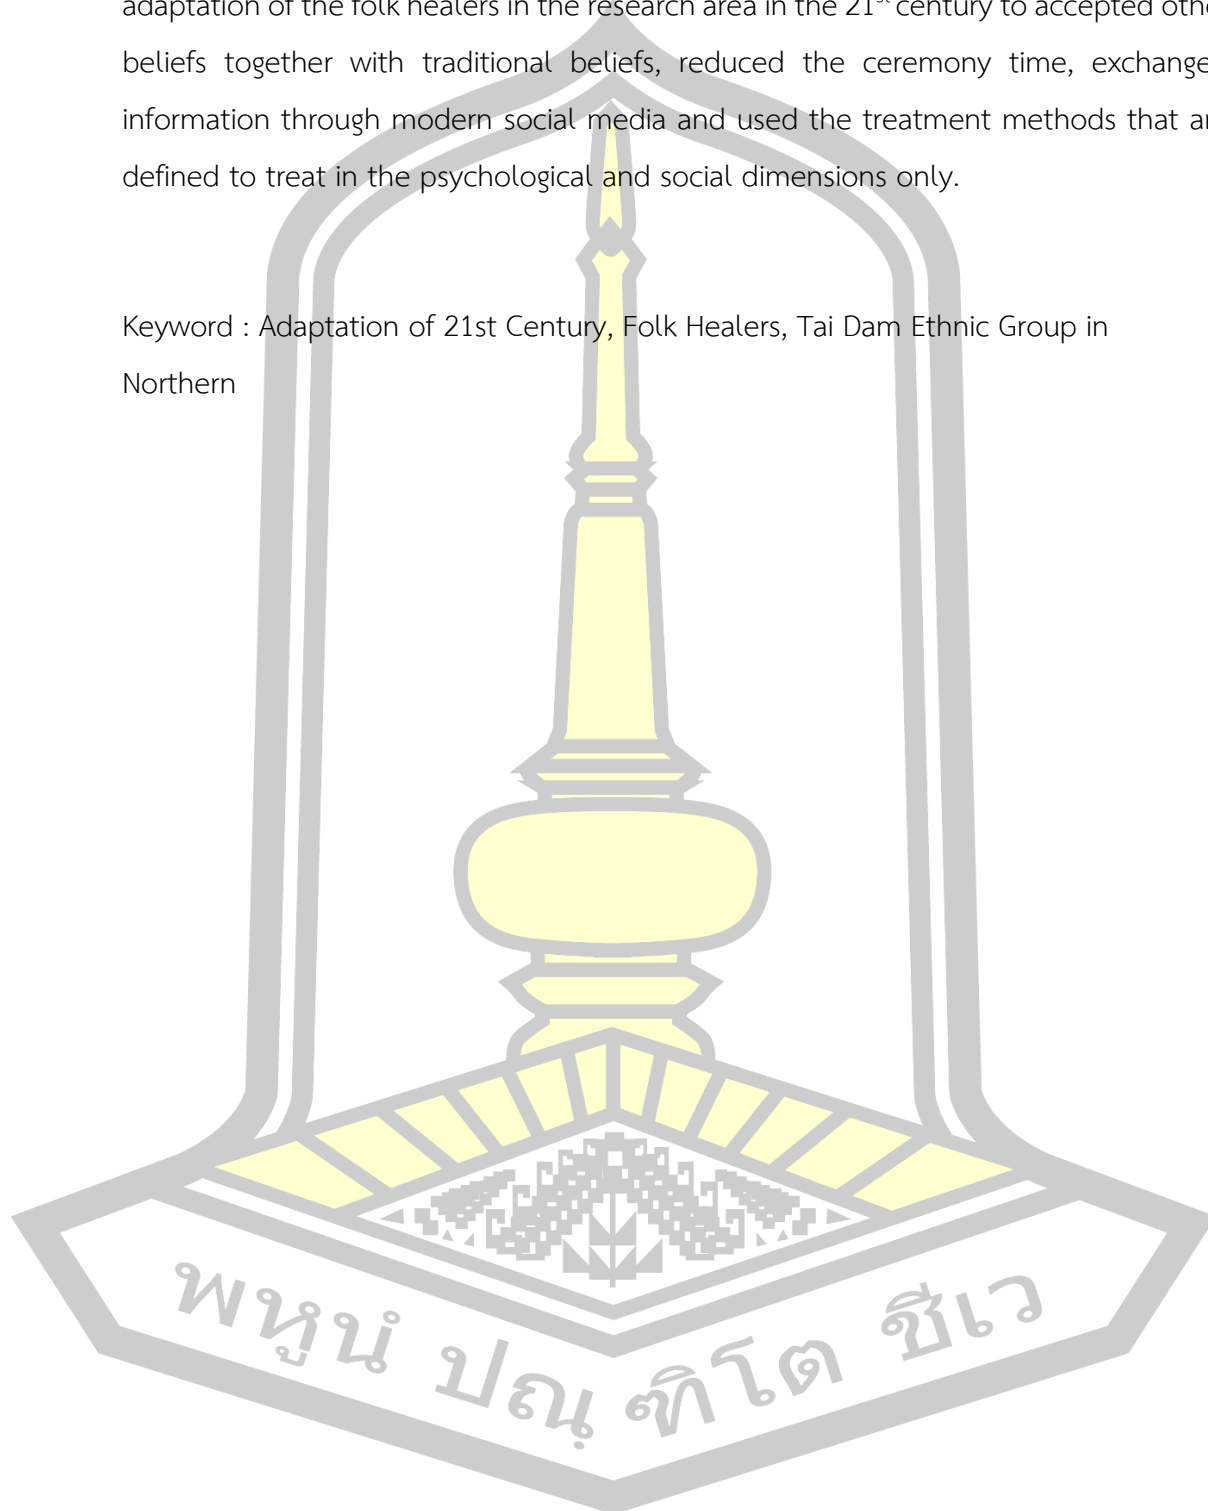 adaptation of the folk healers in the research area in the 21st century to accepted
beliefs together with traditional beliefs, reduced the ceremony time,
information through modern social media and used the treatment methods that
defined to treat in the psychological and social dimensions only.
Keyword : Adaptation of 21st Century, Folk Healers, Tai Dam Ethnic Group in
Northern
พหูนํ ปณฺฑิโต ชีเว